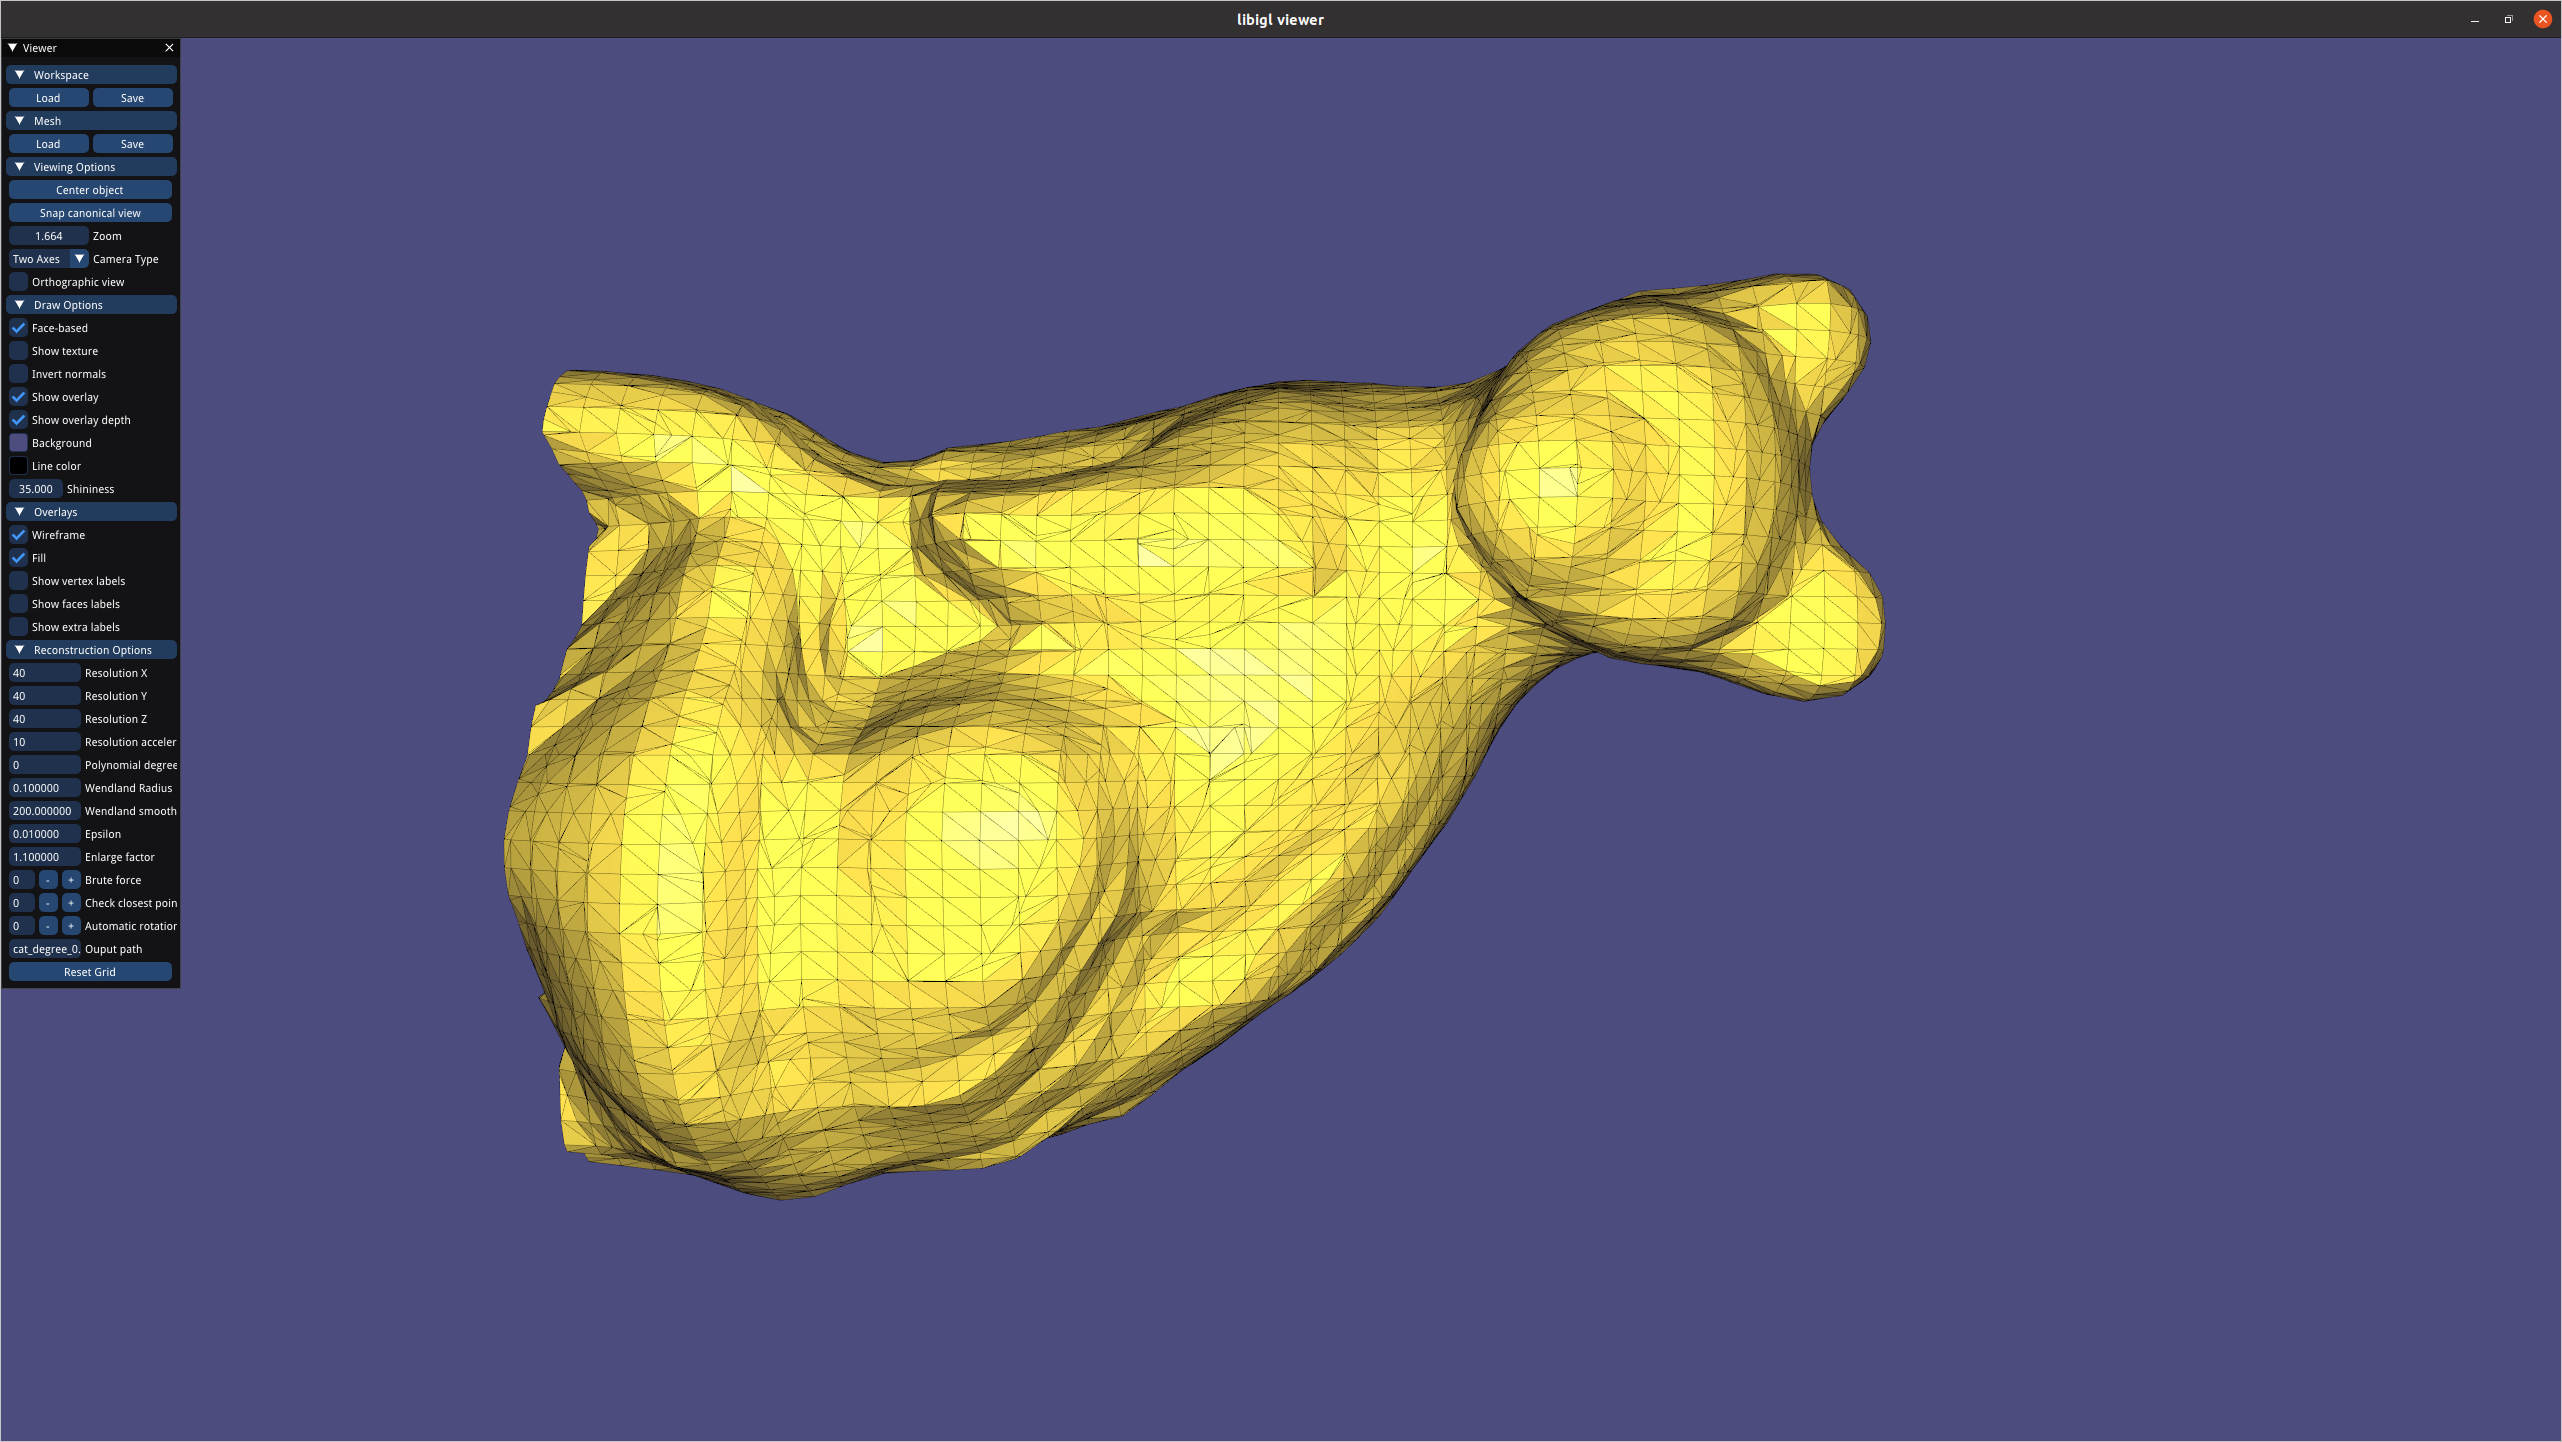 libigl viewer
Viewer
Workspace
Load Save
Mesh
Load Save
Viewing Options
Center object
Snap canonical view
1.664 Zoom
Two Axes Camera Type
Orthographic view
Draw Options
Face-based
Show texture
Invert normals
Show overlay
Show overlay depth
Background
Line color
35.000 Shininess
Overlays
Wireframe
Fill
Show vertex labels
Show faces labels
Show extra labels
Reconstruction Options
40 Resolution X
40 Resolution Y
40 Resolution Z
10 Resolution acceler
0 Polynomial degree
0.100000 Wendland Radius
200.000000 Wendland smooth
0.010000 Epsilon
1.100000 Enlarge factor
0 - + Brute force
0 - + Check closest poin
0 - + Automatic rotation
cat_degree_0. Ouput path
Reset Grid